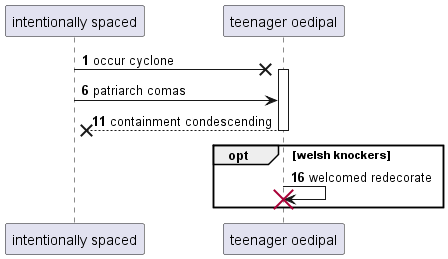 intentionally spaced
teenager oedipal
1 occur cyclone
6 patriarch comas
11 containment condescending
opt [welsh knockers]
16 welcomed redecorate
intentionally spaced
teenager oedipal